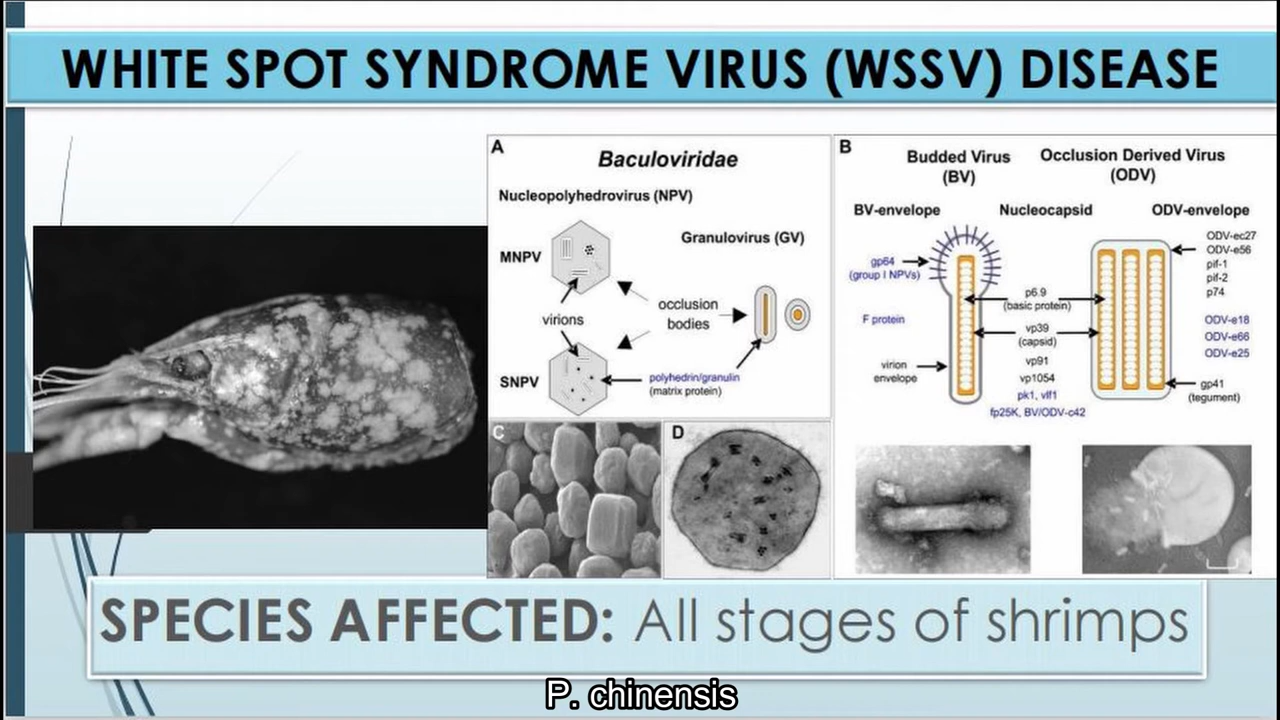 WHITE SPOT SYNDROME VIRUS (WSSV) DISEASE
A
Baculoviridae
Nucleopolyhedrovirus (NPV)
Granulovirus (GV)
MNPV
occlusion
bodies
virions
SNPV
polyhedrin/granulin
(matrix protein)
B
Budded Virus
(BV)
Occlusion Derived Virus
(ODV)
BV-envelope
Nucleocapsid
ODV-envelope
gp64
(group I NPVs)
F protein
virion
envelope
p6.9
(basic protein)
vp39
(capsid)
vp91
vp1054
pk1, vlf1
fp25K, BV/ODV-c42
ODV-ec27
ODV-e56
pif-1
pif-2
p74
ODV-e18
ODV-e66
ODV-e25
gp41
(tegument)
C
D
SPECIES AFFECTED: All stages of shrimps
P. chinensis